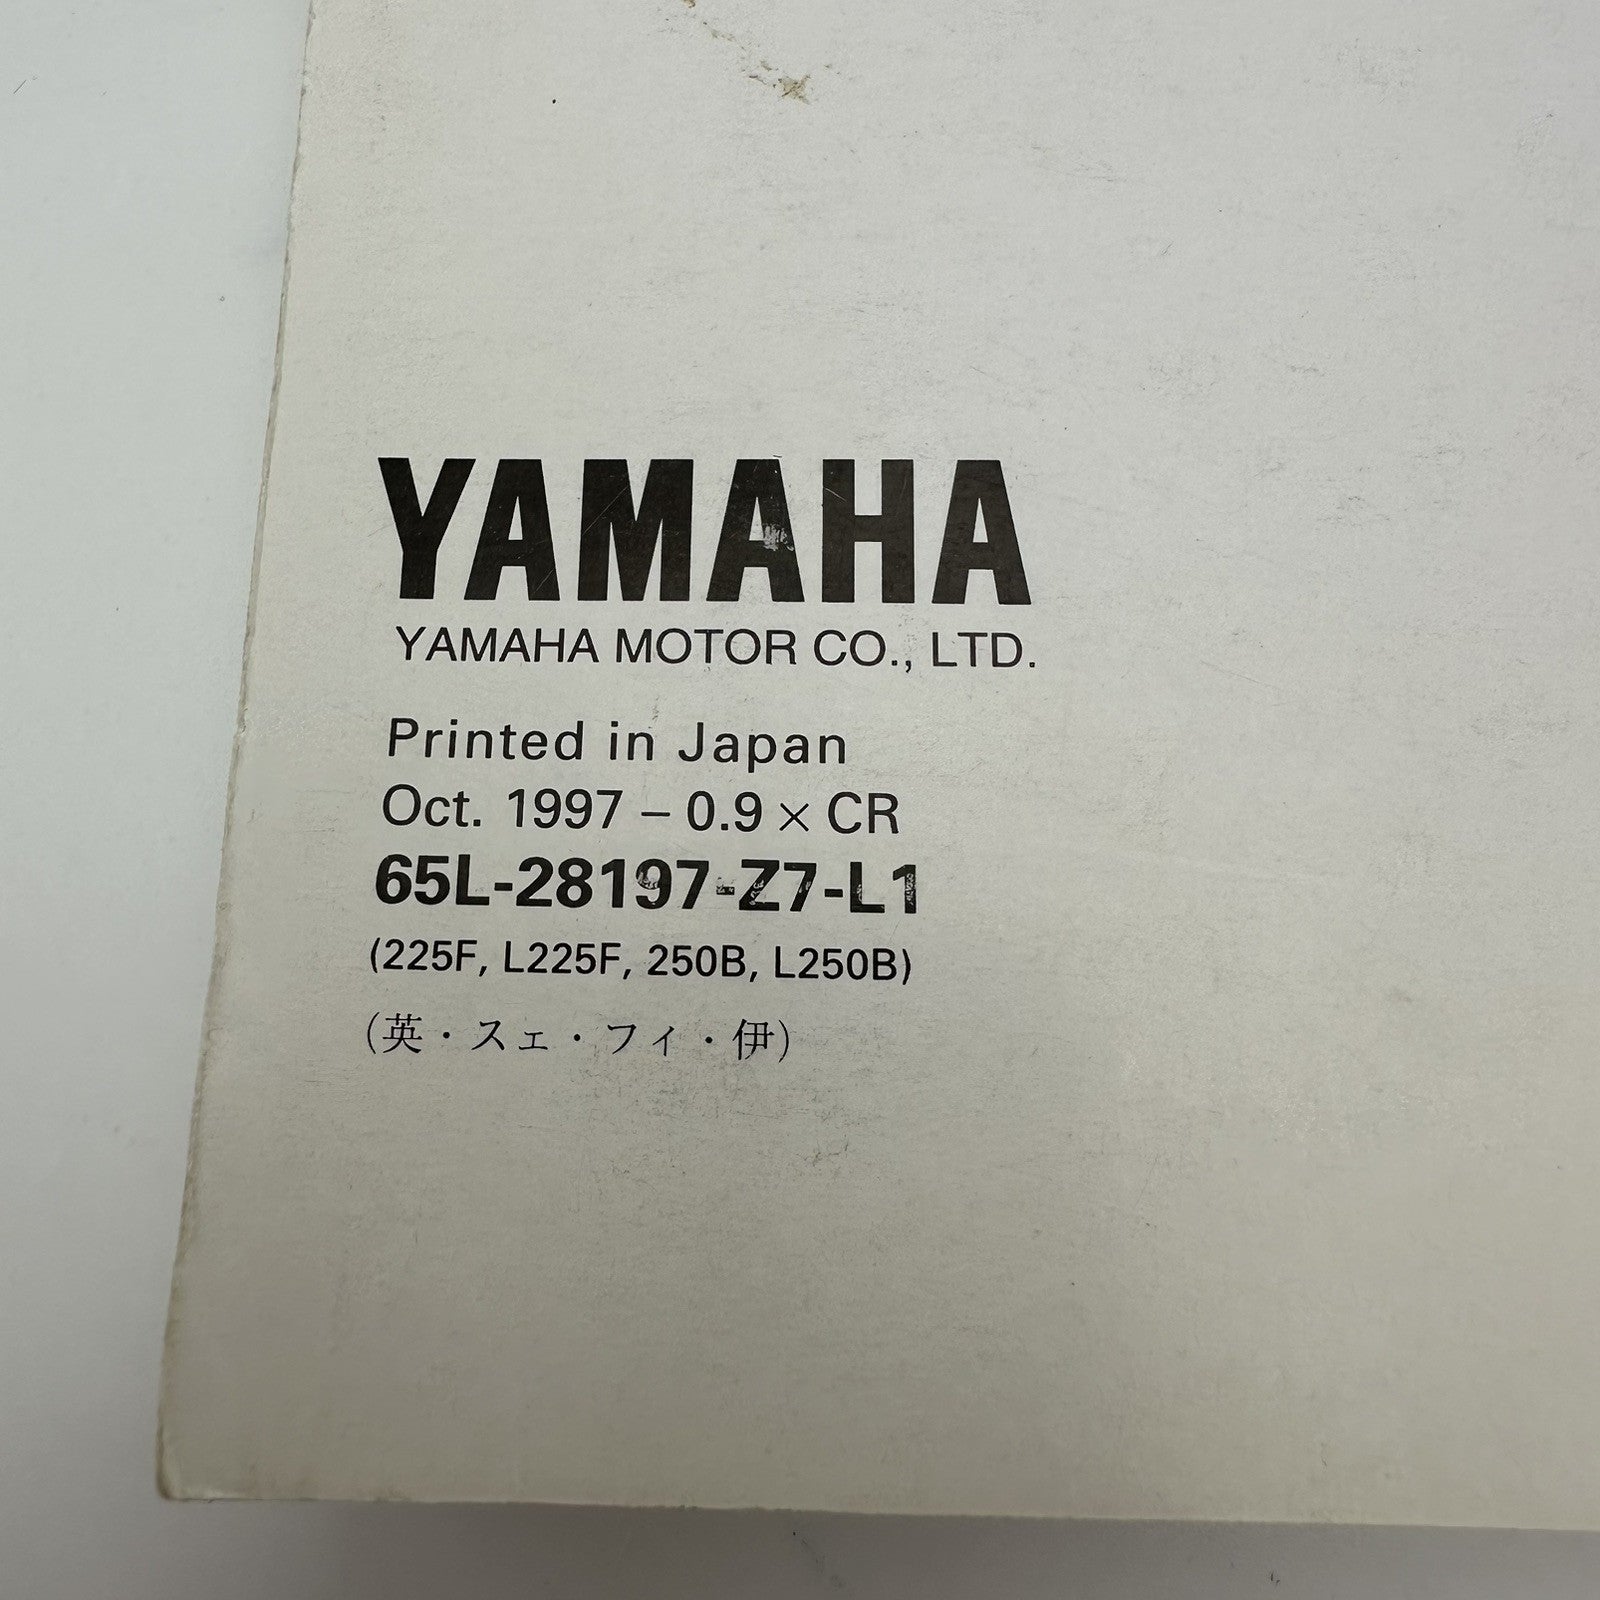 YAMAHA
YAMAHA MOTOR CO., LTD.
Printed in Japan
Oct. 1997 – 0.9 × CR
65L-28197-Z7-L1
(225F, L225F, 250B, L250B)
(英・スェ・フィ・伊)